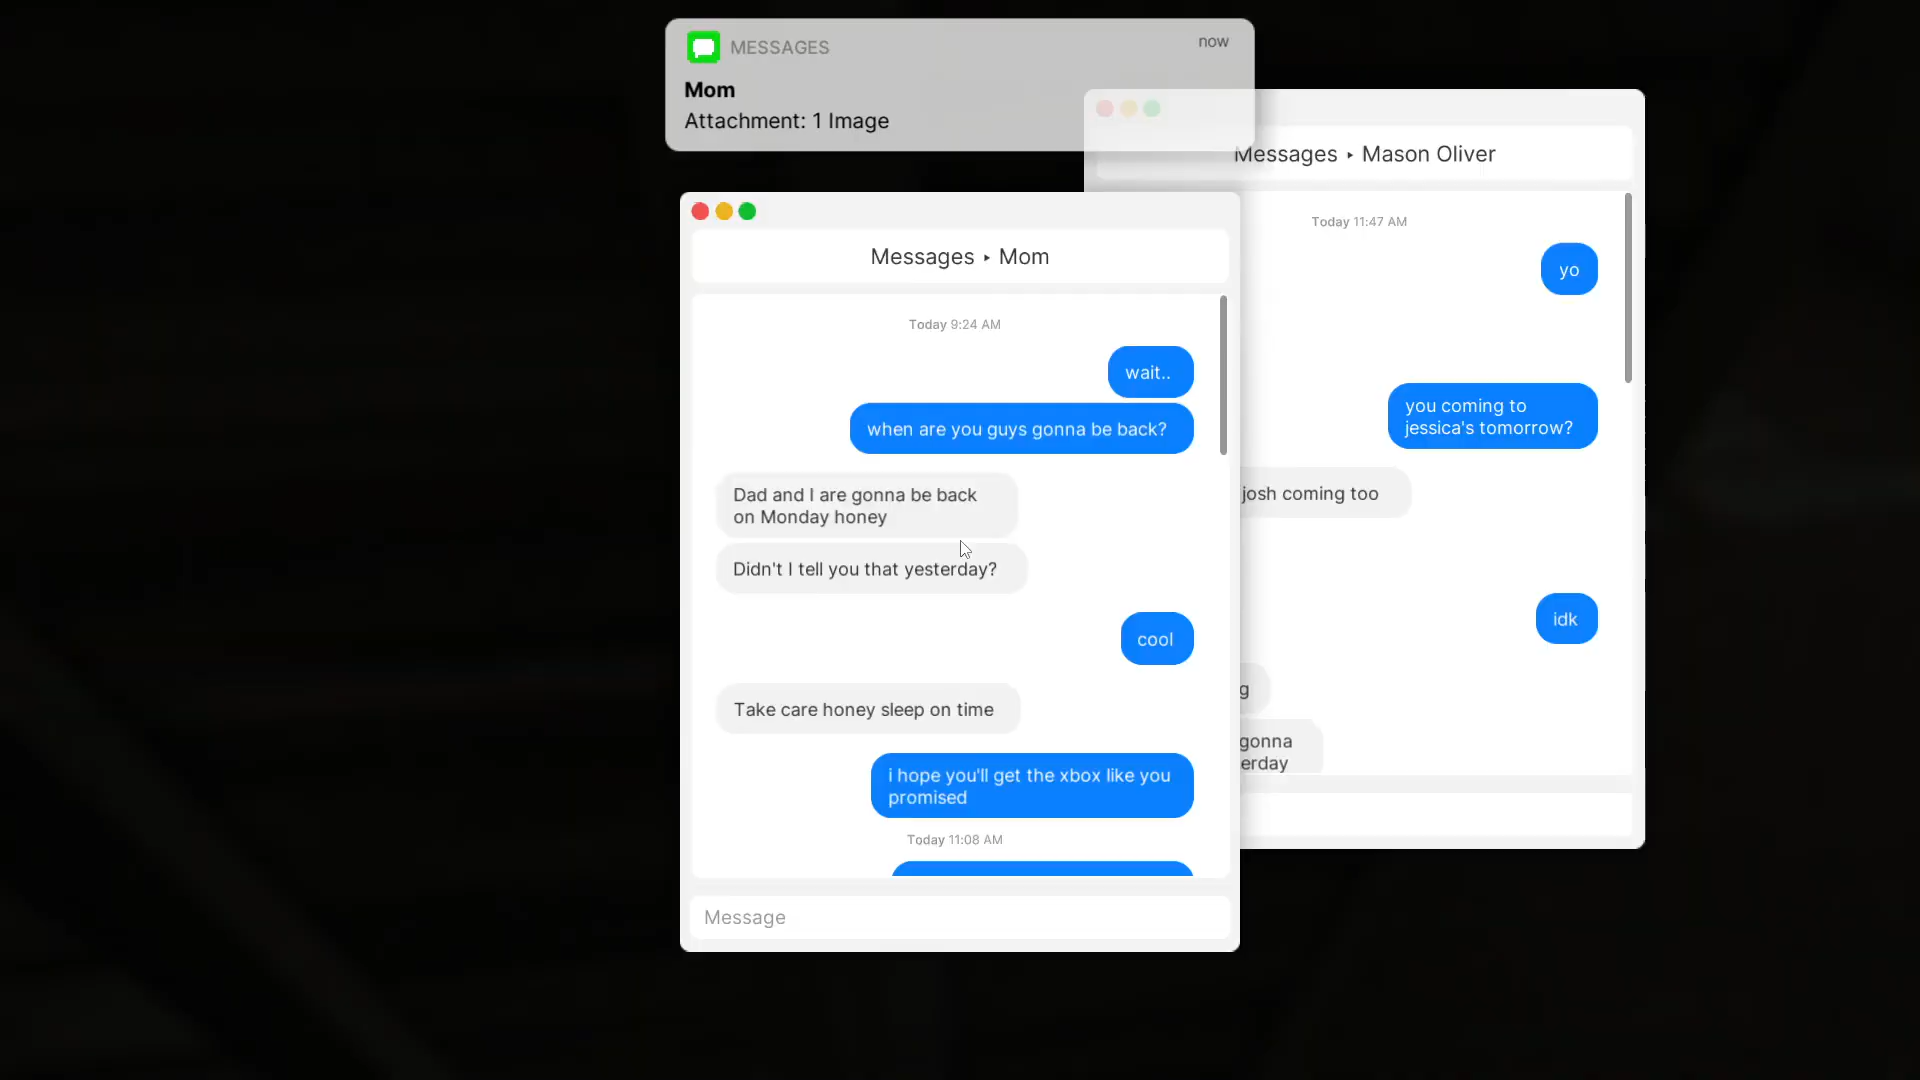 MESSAGES
now
Mom
Attachment: 1 Image
Messages ▸ Mom
Today 9:24 AM
wait..
when are you guys gonna be back?
Dad and I are gonna be back
on Monday honey
Didn't I tell you that yesterday?
cool
Take care honey sleep on time
i hope you'll get the xbox like you
promised
Today 11:08 AM
Message
Messages ▸ Mason Oliver
Today 11:47 AM
yo
you coming to
jessica's tomorrow?
josh coming too
idk
gonna